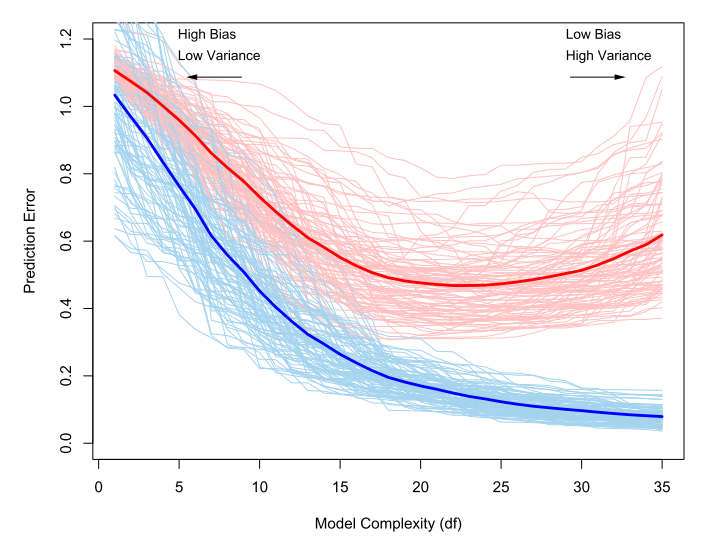 High Bias
Low Variance
Low Bias
High Variance
Prediction Error
1.2
1.0
0.8
0.6
0.4
0.2
0.0
0 5 10 15 20 25 30 35
Model Complexity (df)